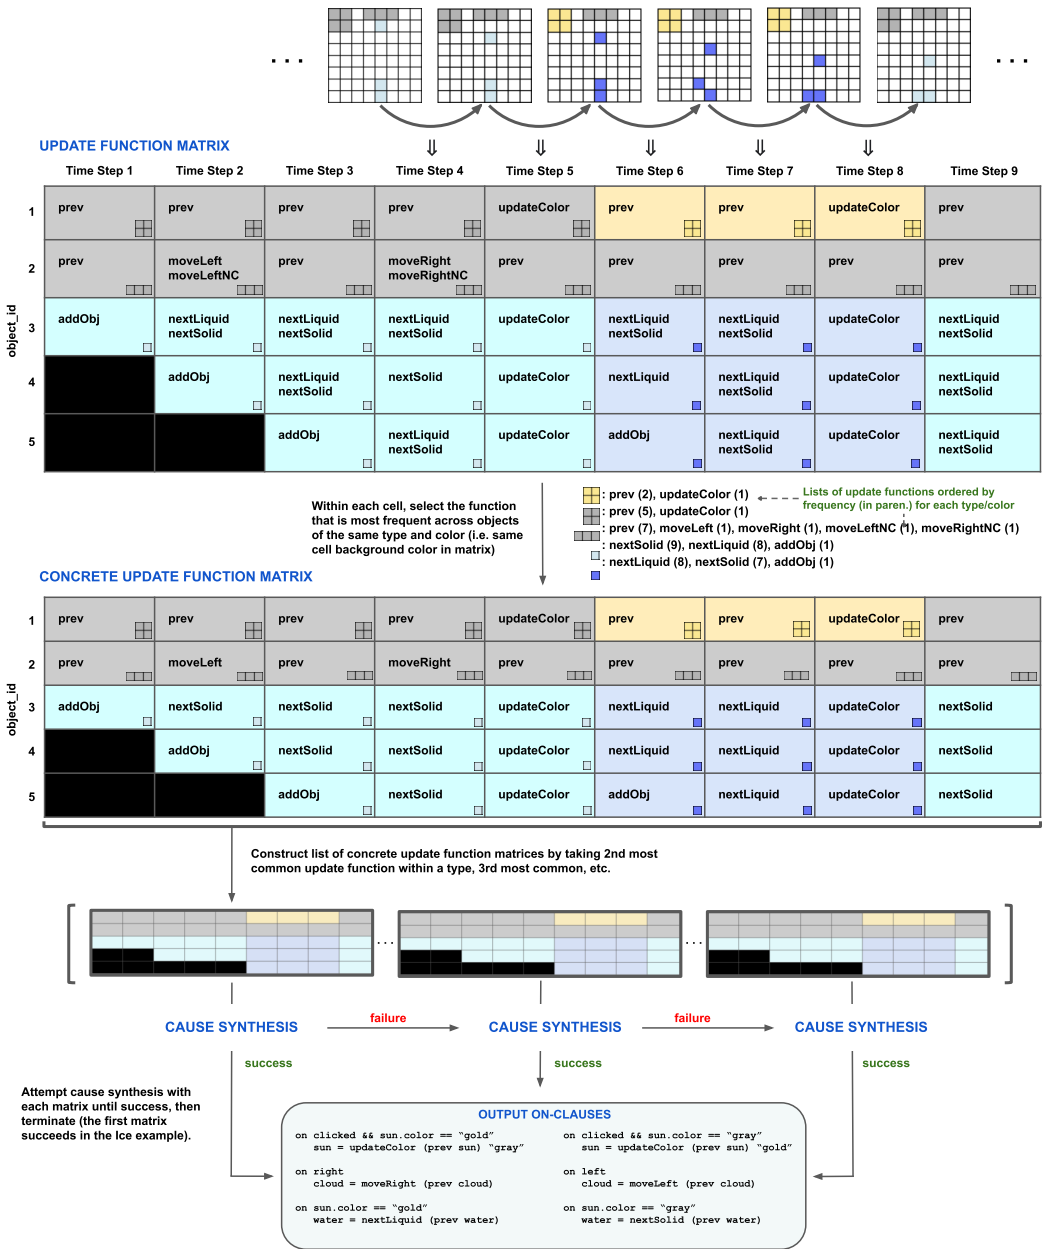 . . .
. . .
UPDATE FUNCTION MATRIX
Time Step 1 Time Step 2 Time Step 3 Time Step 4 Time Step 5 Time Step 6 Time Step 7 Time Step 8 Time Step 9
object_id
1 prev prev prev prev updateColor prev prev updateColor prev
2 prev moveLeft prev moveRight prev prev prev prev prev
moveLeftNC moveRightNC
3 addObj nextLiquid nextLiquid nextLiquid updateColor nextLiquid nextLiquid updateColor nextLiquid
nextSolid nextSolid nextSolid nextSolid nextSolid nextSolid
4 addObj nextLiquid nextSolid updateColor nextLiquid nextLiquid updateColor nextLiquid
nextSolid nextSolid nextSolid
5 addObj nextLiquid updateColor addObj nextLiquid updateColor nextLiquid
nextSolid nextSolid nextSolid
Within each cell, select the function
that is most frequent across objects
of the same type and color (i.e. same
cell background color in matrix)
: prev (2), updateColor (1)
: prev (5), updateColor (1)
: prev (7), moveLeft (1), moveRight (1), moveLeftNC (1), moveRightNC (1)
: nextSolid (9), nextLiquid (8), addObj (1)
: nextLiquid (8), nextSolid (7), addObj (1)
Lists of update functions ordered by
frequency (in paren.) for each type/color
CONCRETE UPDATE FUNCTION MATRIX
object_id
1 prev prev prev prev updateColor prev prev updateColor prev
2 prev moveLeft prev moveRight prev prev prev prev prev
3 addObj nextSolid nextSolid nextSolid updateColor nextLiquid nextLiquid updateColor nextSolid
4 addObj nextSolid nextSolid updateColor nextLiquid nextLiquid updateColor nextSolid
5 addObj nextSolid updateColor addObj nextLiquid updateColor nextSolid
Construct list of concrete update function matrices by taking 2nd most
common update function within a type, 3rd most common, etc.
. . .
. . .
CAUSE SYNTHESIS failure CAUSE SYNTHESIS failure CAUSE SYNTHESIS
success success success
Attempt cause synthesis with
each matrix until success, then
terminate (the first matrix
succeeds in the Ice example).
OUTPUT ON-CLAUSES
on clicked && sun.color == “gold”
sun = updateColor (prev sun) “gray”
on right
cloud = moveRight (prev cloud)
on sun.color == “gold”
water = nextLiquid (prev water)
on clicked && sun.color == “gray”
sun = updateColor (prev sun) “gold”
on left
cloud = moveLeft (prev cloud)
on sun.color == “gray”
water = nextSolid (prev water)